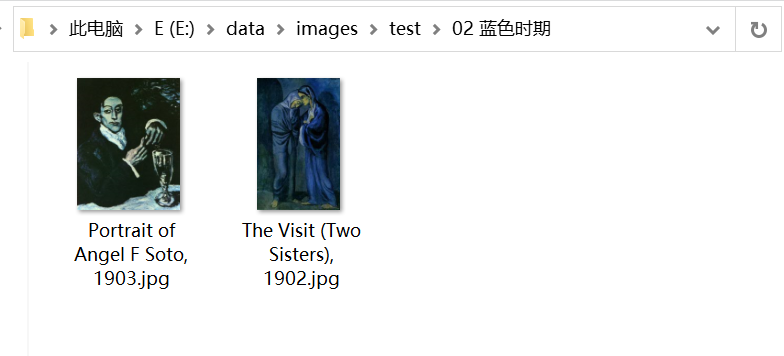 此电脑 > E (E:) > data > images > test > 02 蓝色时期
Portrait of
Angel F Soto,
1903.jpg
The Visit (Two
Sisters),
1902.jpg